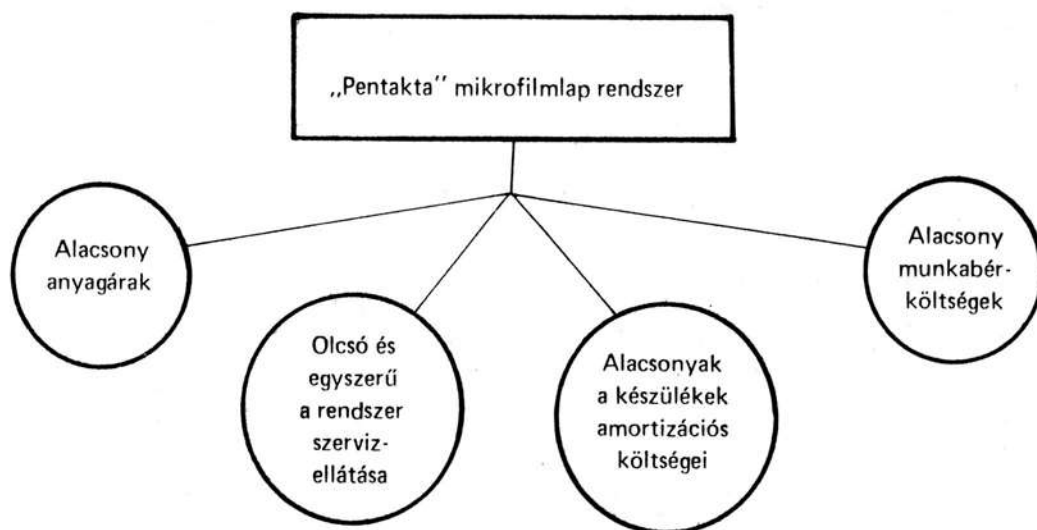 „Pentakta” mikrofilmlap rendszer
Alacsony
anyagárak
Olcsó és
egyszerű
a rendszer
szerviz-
ellátása
Alacsonyak
a készülékek
amortizációs
költségei
Alacsony
munkabér-
költségek